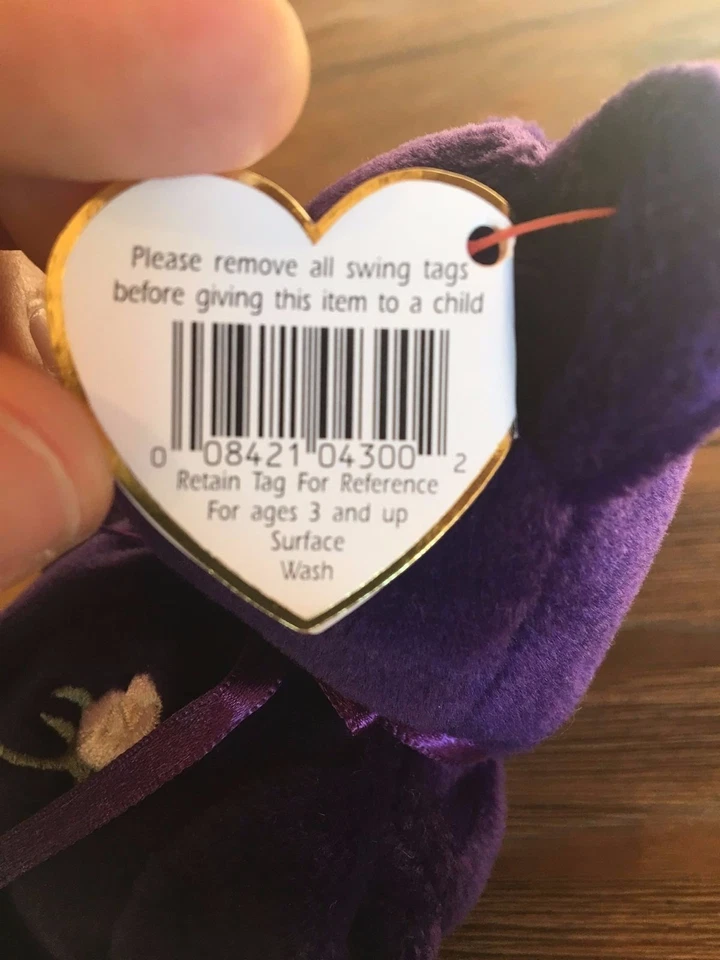 Please remove all swing tags
before giving this item to a child
0 08421 04300 2
Retain Tag For Reference
For ages 3 and up
Surface
Wash